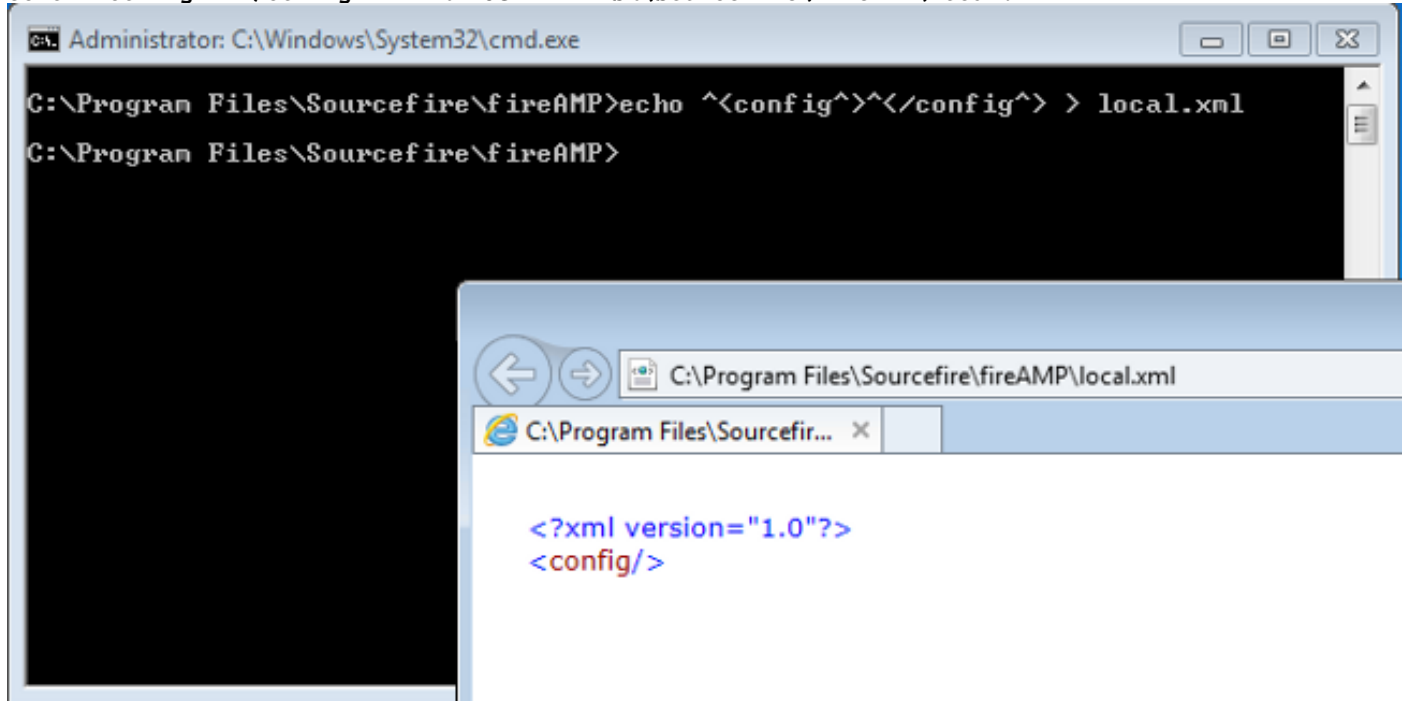 Administrator: C:\Windows\System32\cmd.exe
C:\Program Files\Sourcefire\fireAMP>echo ^<config^>^</config^> > local.xml
C:\Program Files\Sourcefire\fireAMP>
C:\Program Files\Sourcefire\fireAMP\local.xml
C:\Program Files\Sourcefir...
<?xml version="1.0"?>
<config/>